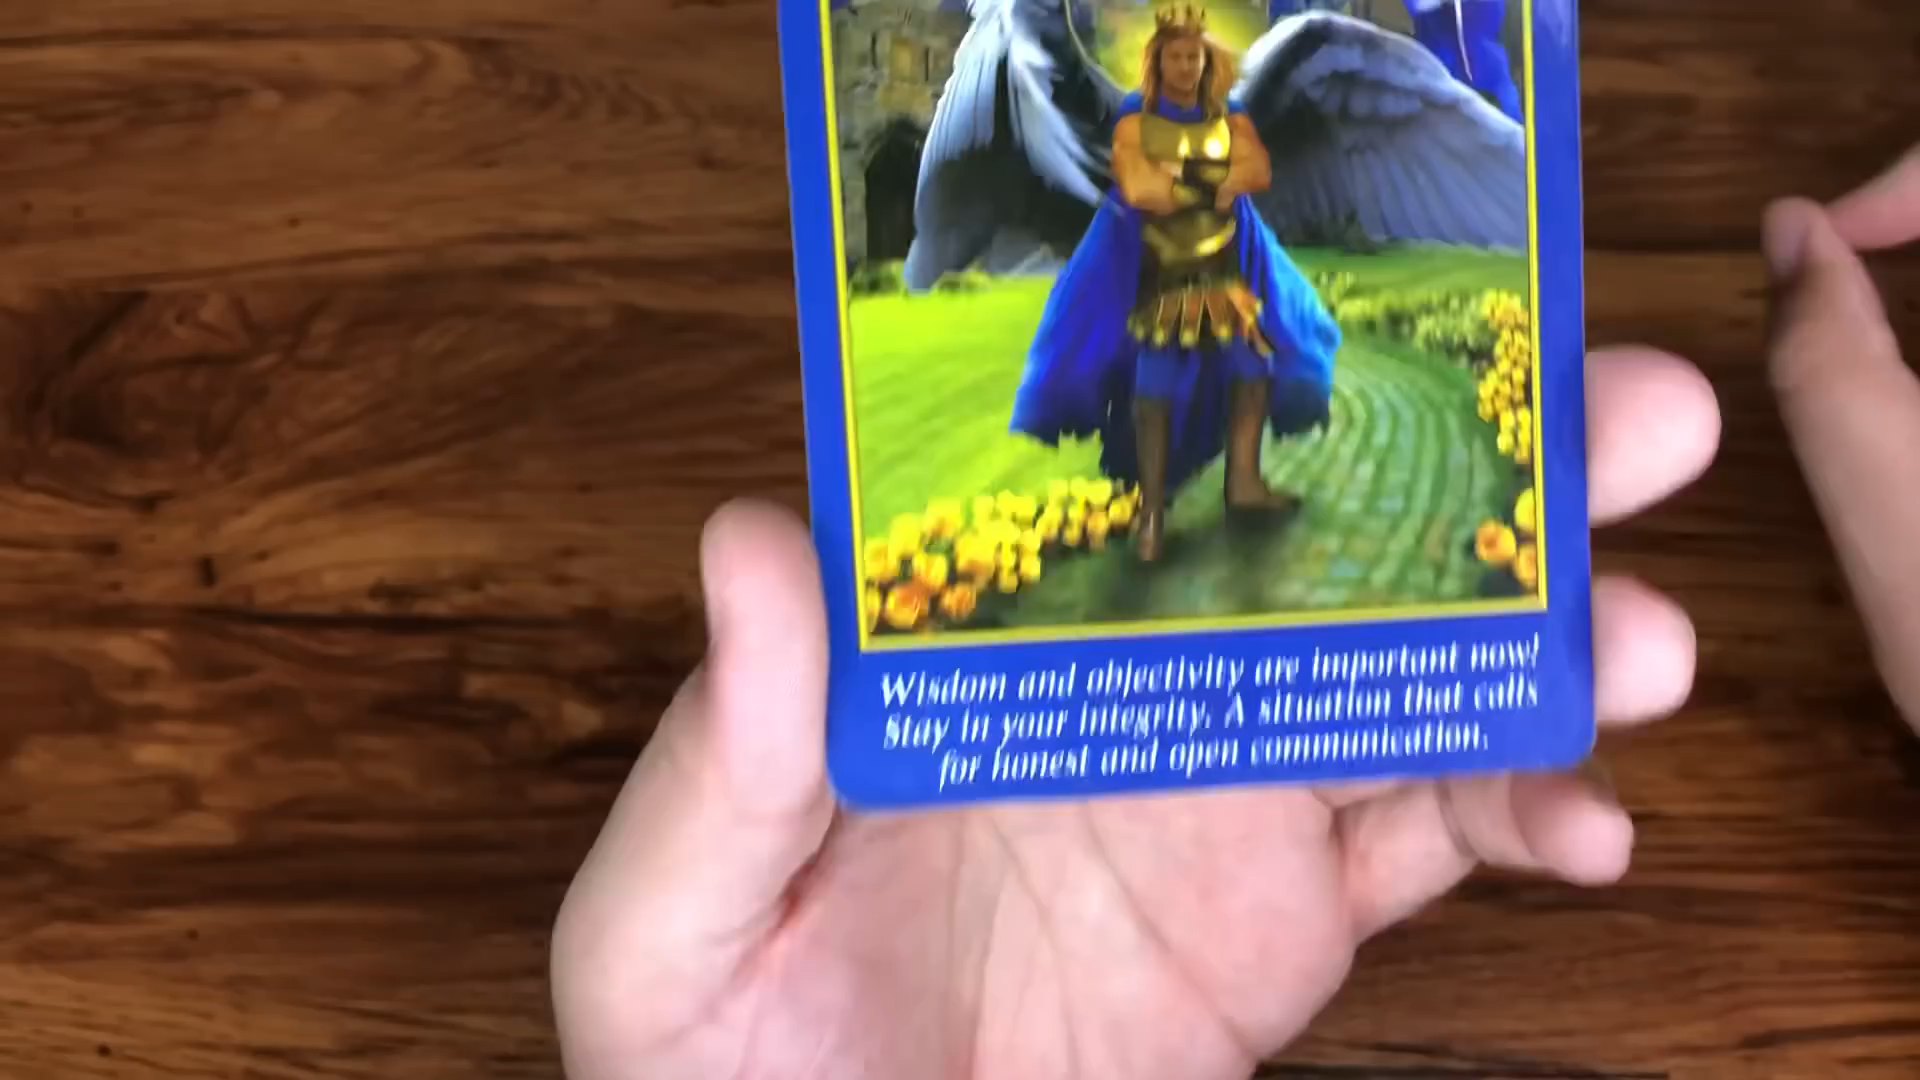 Wisdom and objectivity are important now!
Stay in your integrity. A situation that calls
for honest and open communication.